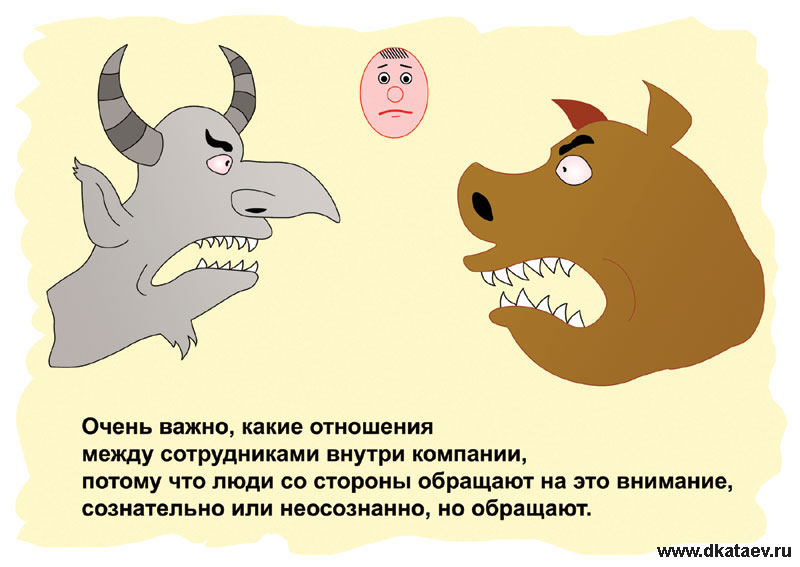 Очень важно, какие отношения
между сотрудниками внутри компании,
потому что люди со стороны обращают на это внимание,
сознательно или неосознанно, но обращают.
www.dkataev.ru